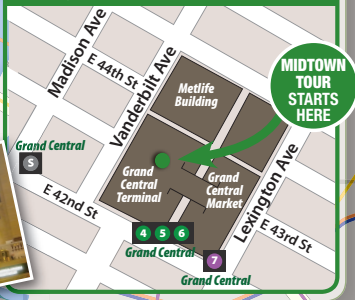 Madison Ave
E 44th St
Vanderbilt Ave
Metlife
Building
MIDTOWN
TOUR
STARTS
HERE
Grand Central
S
Grand
Central
Terminal
Grand
Central
Market
Lexington Ave
E 42nd St
4 5 6
Grand Central
E 43rd St
7
Grand Central